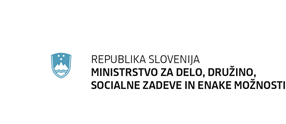 REPUBLIKA SLOVENIJA
MINISTRSTVO ZA DELO, DRUŽINO,
SOCIALNE ZADEVE IN ENAKE MOŽNOSTI